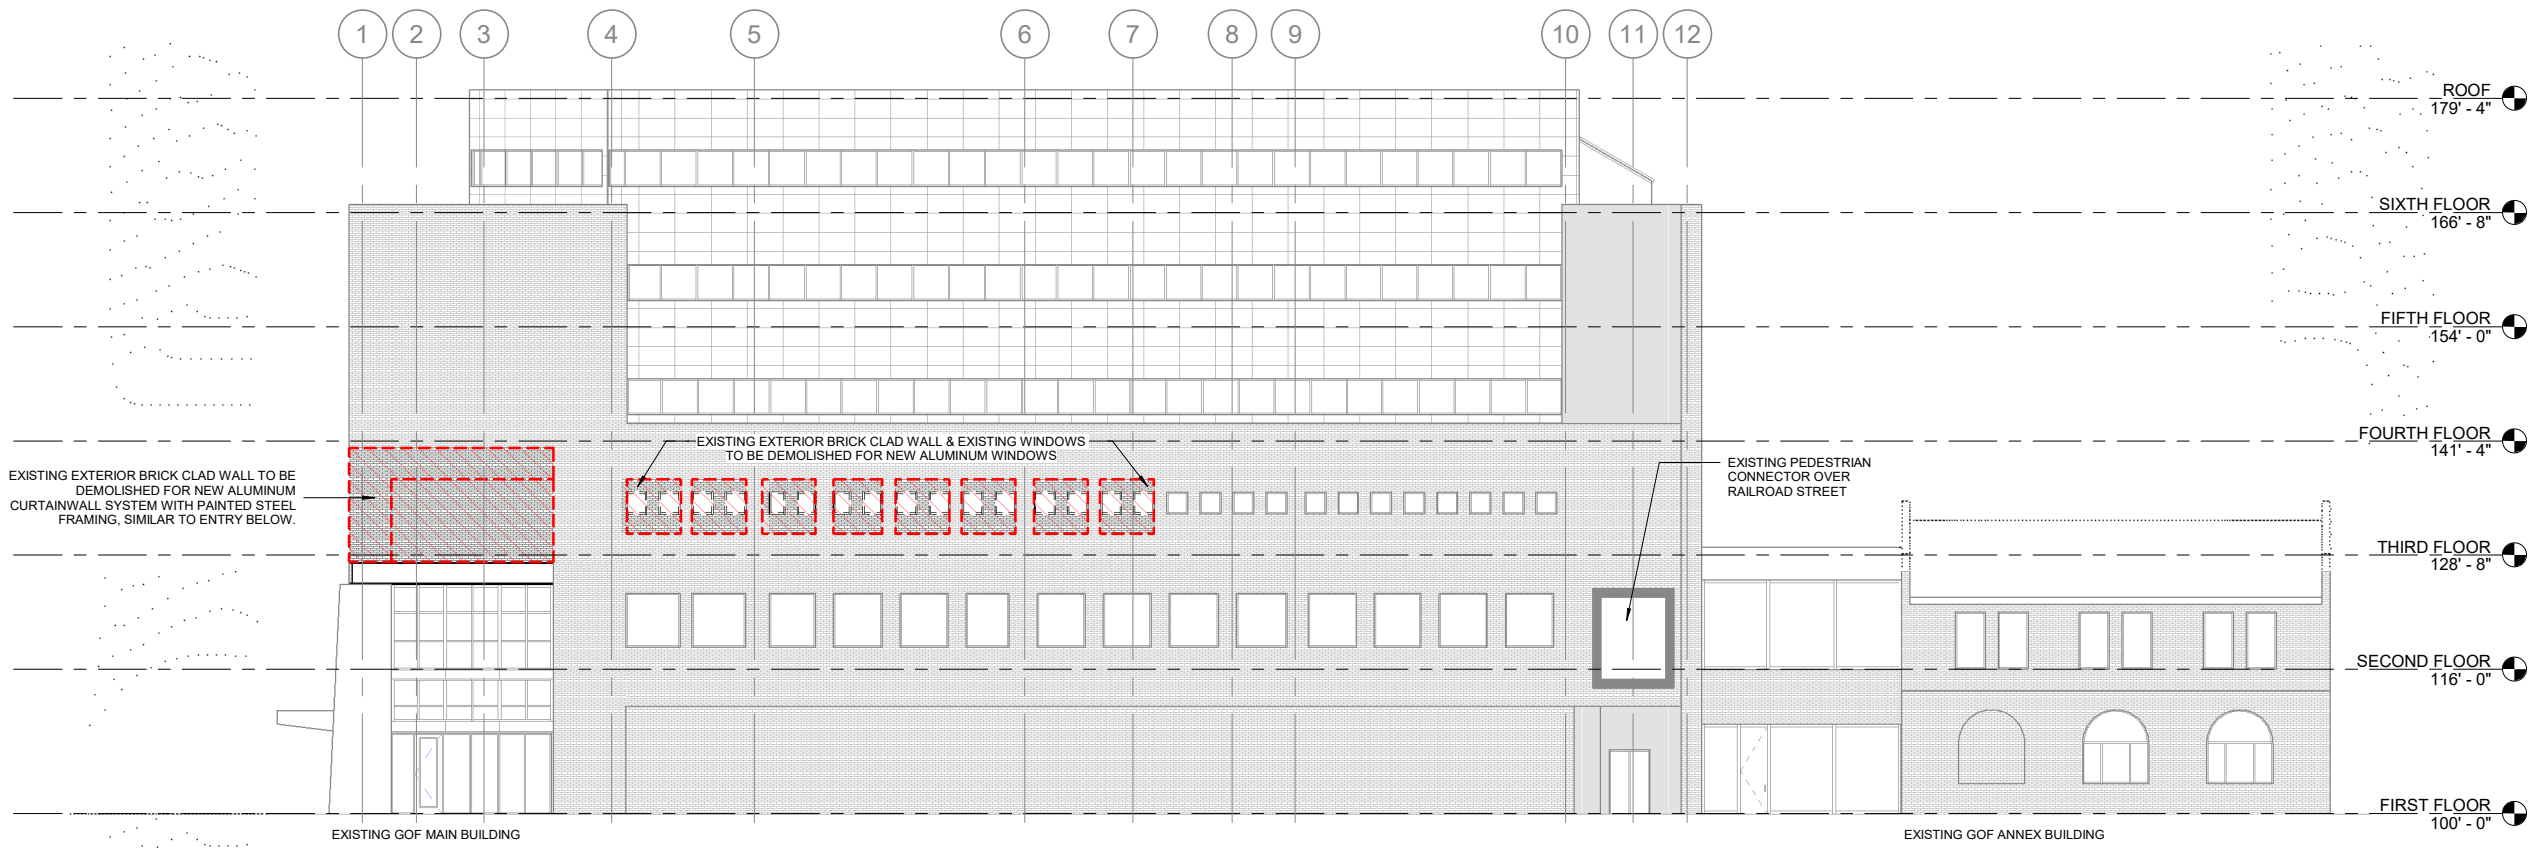 1 2 3 4 5 6 7 8 9 10 11 12
ROOF
179' - 4"
SIXTH FLOOR
166' - 8"
FIFTH FLOOR
154' - 0"
FOURTH FLOOR
141' - 4"
EXISTING EXTERIOR BRICK CLAD WALL & EXISTING WINDOWS
TO BE DEMOLISHED FOR NEW ALUMINUM WINDOWS
EXISTING EXTERIOR BRICK CLAD WALL TO BE
DEMOLISHED FOR NEW ALUMINUM
CURTAINWALL SYSTEM WITH PAINTED STEEL
FRAMING, SIMILAR TO ENTRY BELOW.
EXISTING PEDESTRIAN
CONNECTOR OVER
RAILROAD STREET
THIRD FLOOR
128' - 8"
SECOND FLOOR
116' - 0"
FIRST FLOOR
100' - 0"
EXISTING GOF MAIN BUILDING
EXISTING GOF ANNEX BUILDING